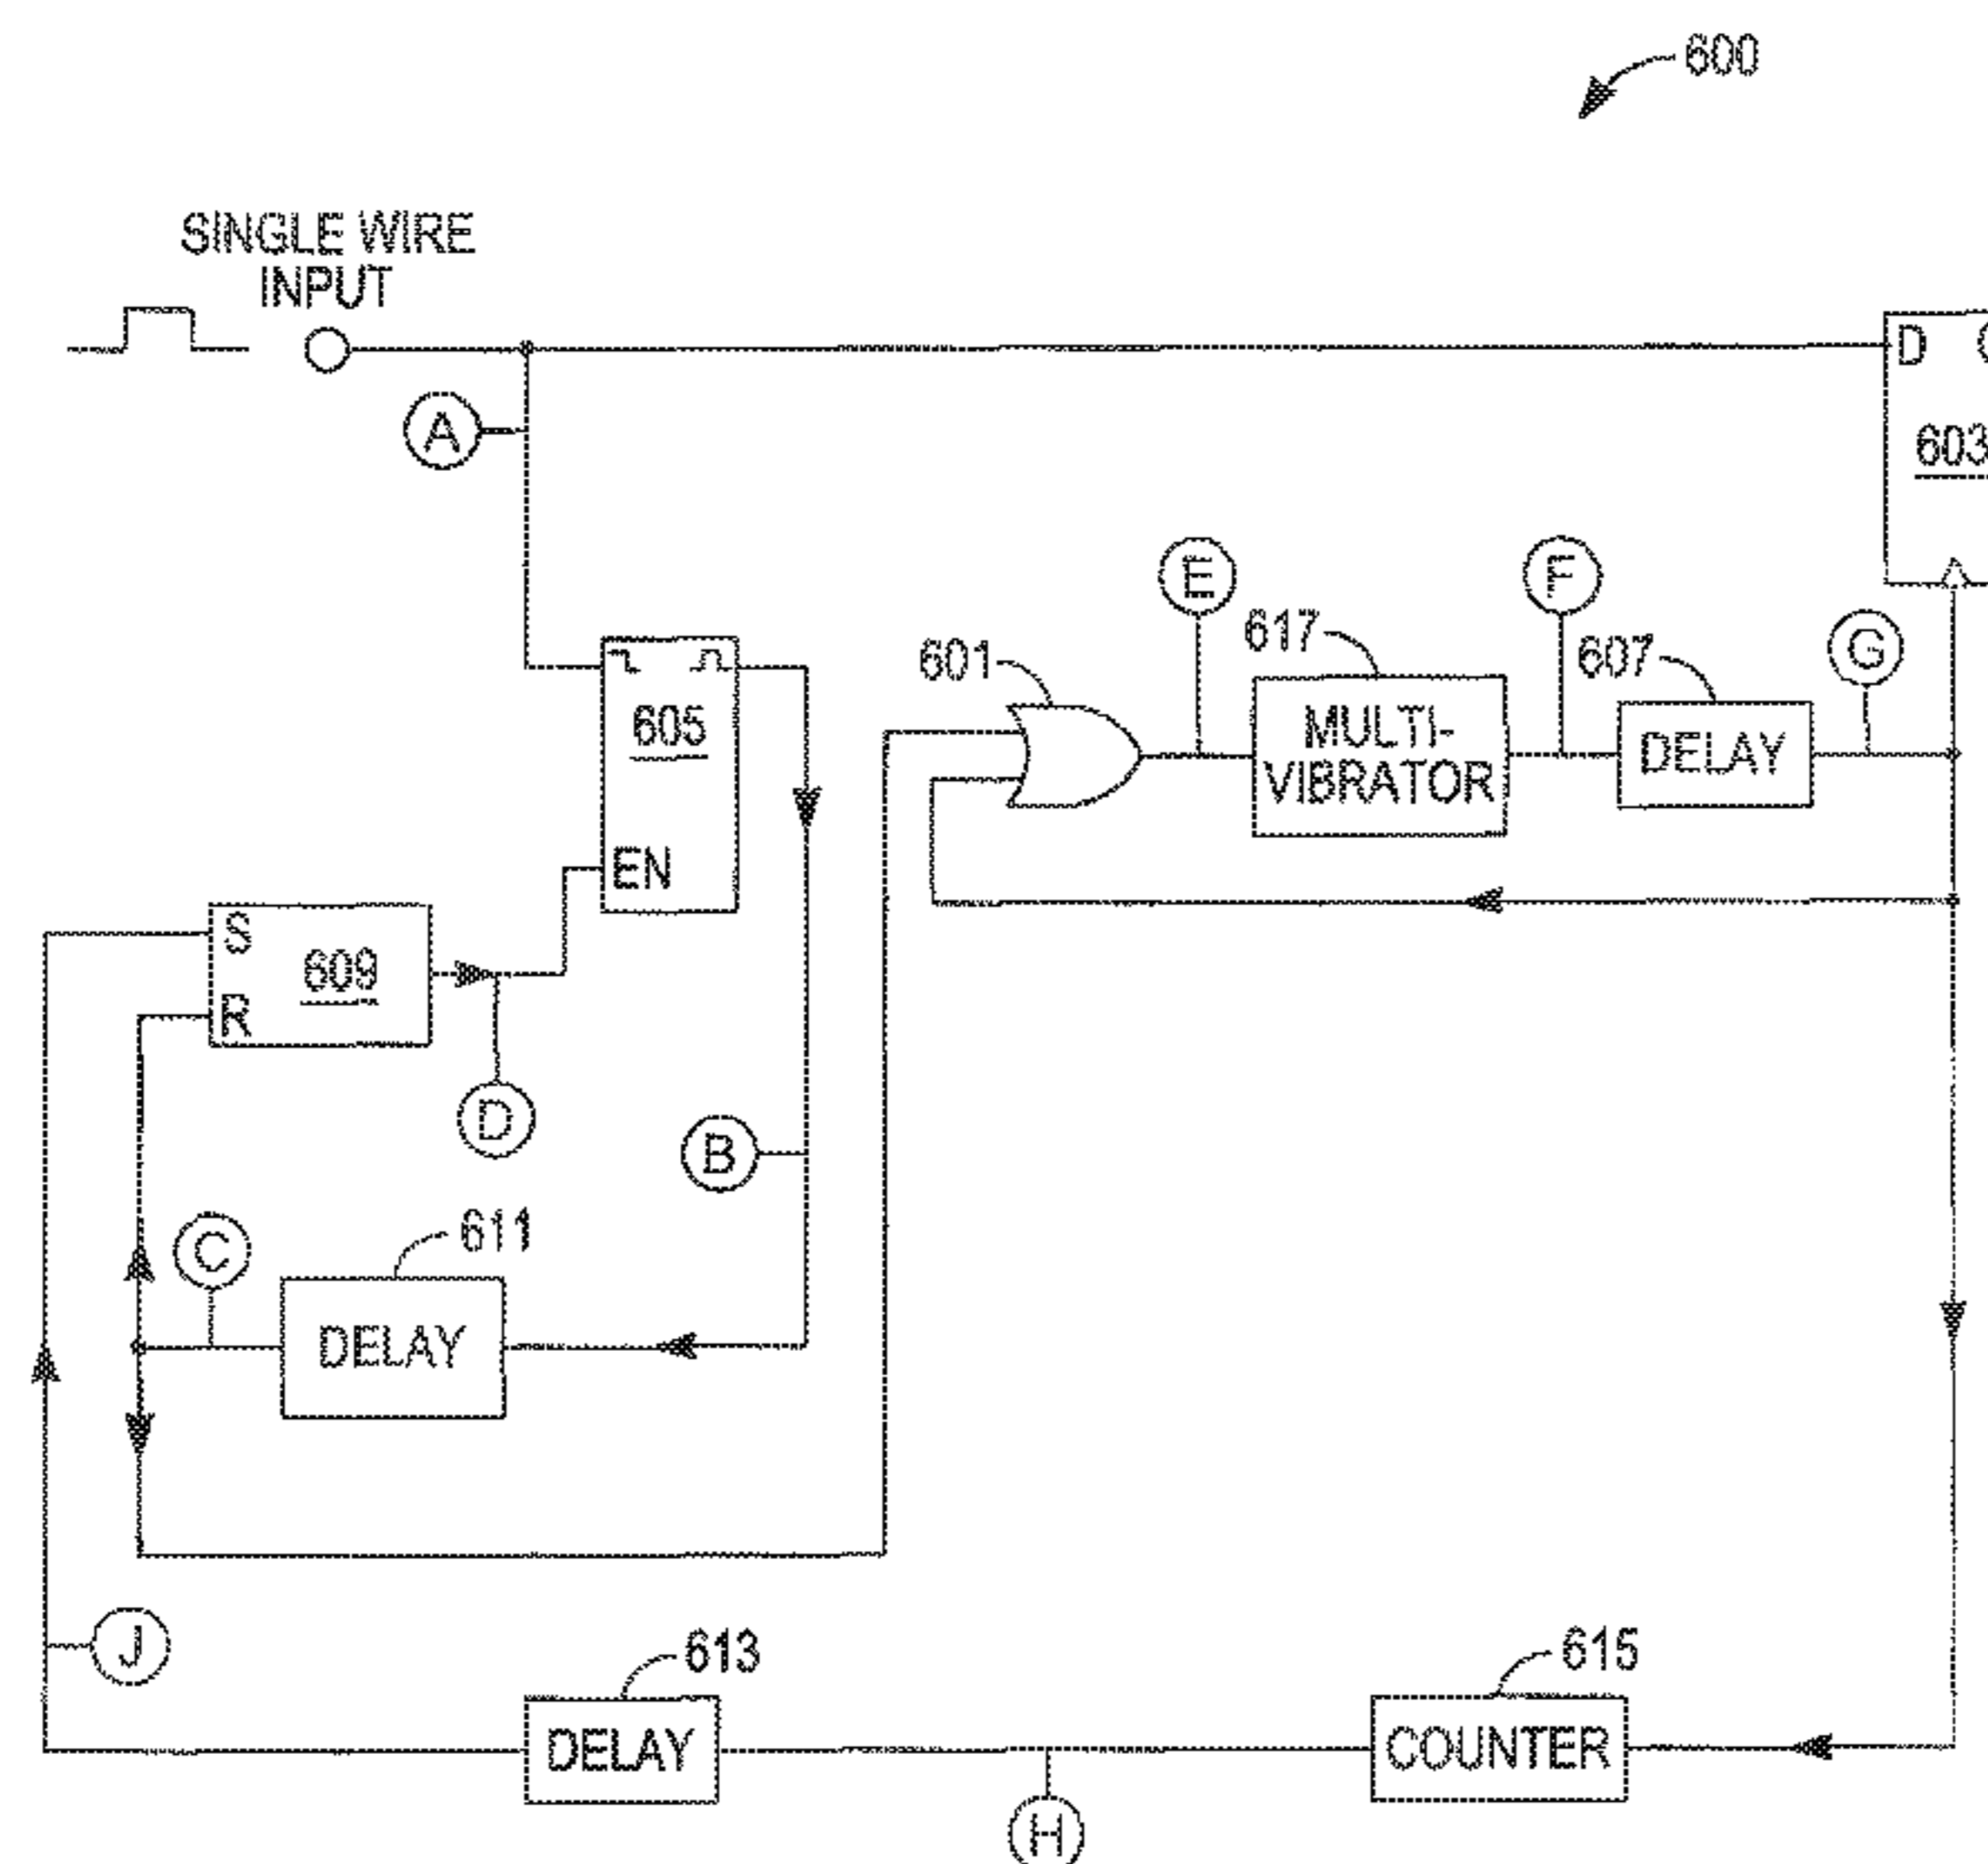 600
SINGLE WIRE
INPUT
D
A
603
E
F
617
607
G
601
605
MULTI-
VIBRATOR
DELAY
EN
S
609
R
D
B
C
611
DELAY
J
613
615
DELAY
COUNTER
H